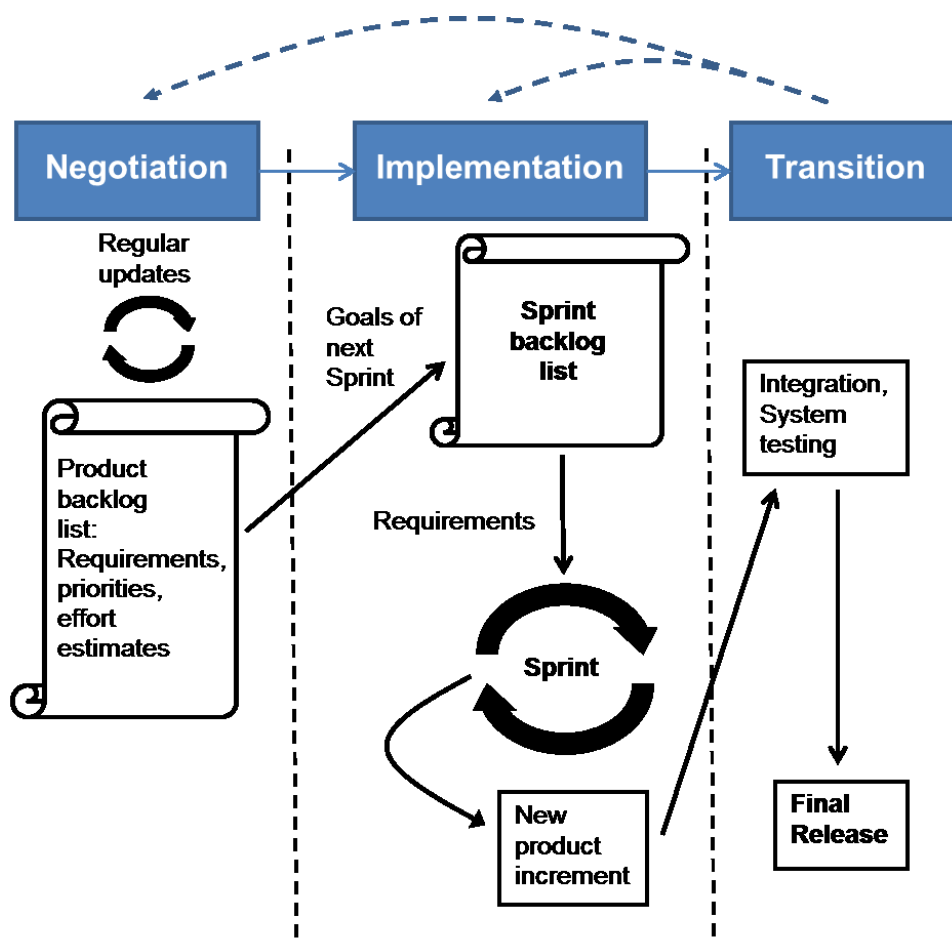 Negotiation
Implementation
Transition
Regular
updates
Product
backlog
list:
Requirements,
priorities,
effort
estimates
Goals of
next
Sprint
Sprint
backlog
list
Requirements
Sprint
New
product
increment
Integration,
System
testing
Final
Release